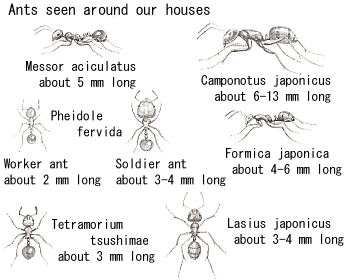 Ants seen around our houses
Messor aciculatus
about 5 mm long
Camponotus japonicus
about 6-13 mm long
Pheidole
fervida
Worker ant
about 2 mm long
Soldier ant
about 3-4 mm long
Formica japonica
about 4-6 mm long
Tetramorium
tsushimae
about 3 mm long
Lasius japonicus
about 3-4 mm long